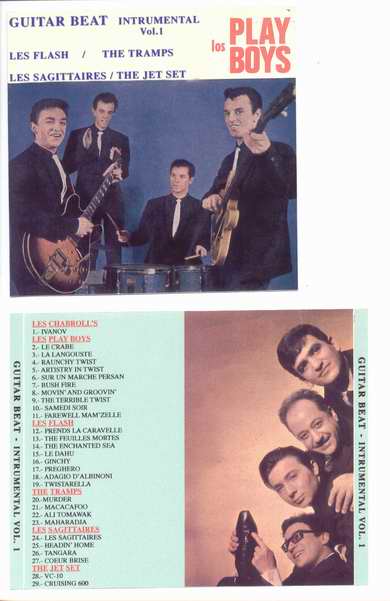 GUITAR BEAT INTRUMENTAL
Vol.1
LES FLASH / THE TRAMPS
LES SAGITTAIRES / THE JET SET
los PLAY
BOYS
GUITAR BEAT - INTRUMENTAL VOL. 1
LES CHABROLL'S
1.- IVANOV
LES PLAY BOYS
2.- LE CRABE
3.- LA LANGOUSTE
4.- RAUNCHY TWIST
5.- ARTISTRY IN TWIST
6.- SUR UN MARCHE PERSAN
7.- BUSH FIRE
8.- MOVIN' AND GROOVIN'
9.- THE TERRIBLE TWIST
10.- SAMEDI SOIR
11.- FAREWELL MAM'ZELLE
LES FLASH
12.- PRENDS LA CARAVELLE
13.- THE FEUILLES MORTES
14.- THE ENCHANTED SEA
15.- LE DAHU
16.- GINCHY
17.- PREGHERO
18.- ADAGIO D'ALBINONI
19.- TWISTARELLA
THE TRAMPS
20.-MURDER
21.- MACACAFOO
22.- ALI TOMAWAK
23.- MAHARADJA
LES SAGITTAIRES
24.- LES SAGITTAIRES
25.- HEADIN' HOME
26.- TANGARA
27.- COEUR BRISE
THE JET SET
28.- VC-10
29.- CRUISING 600
GUITAR BEAT - INTRUMENTAL VOL. 1